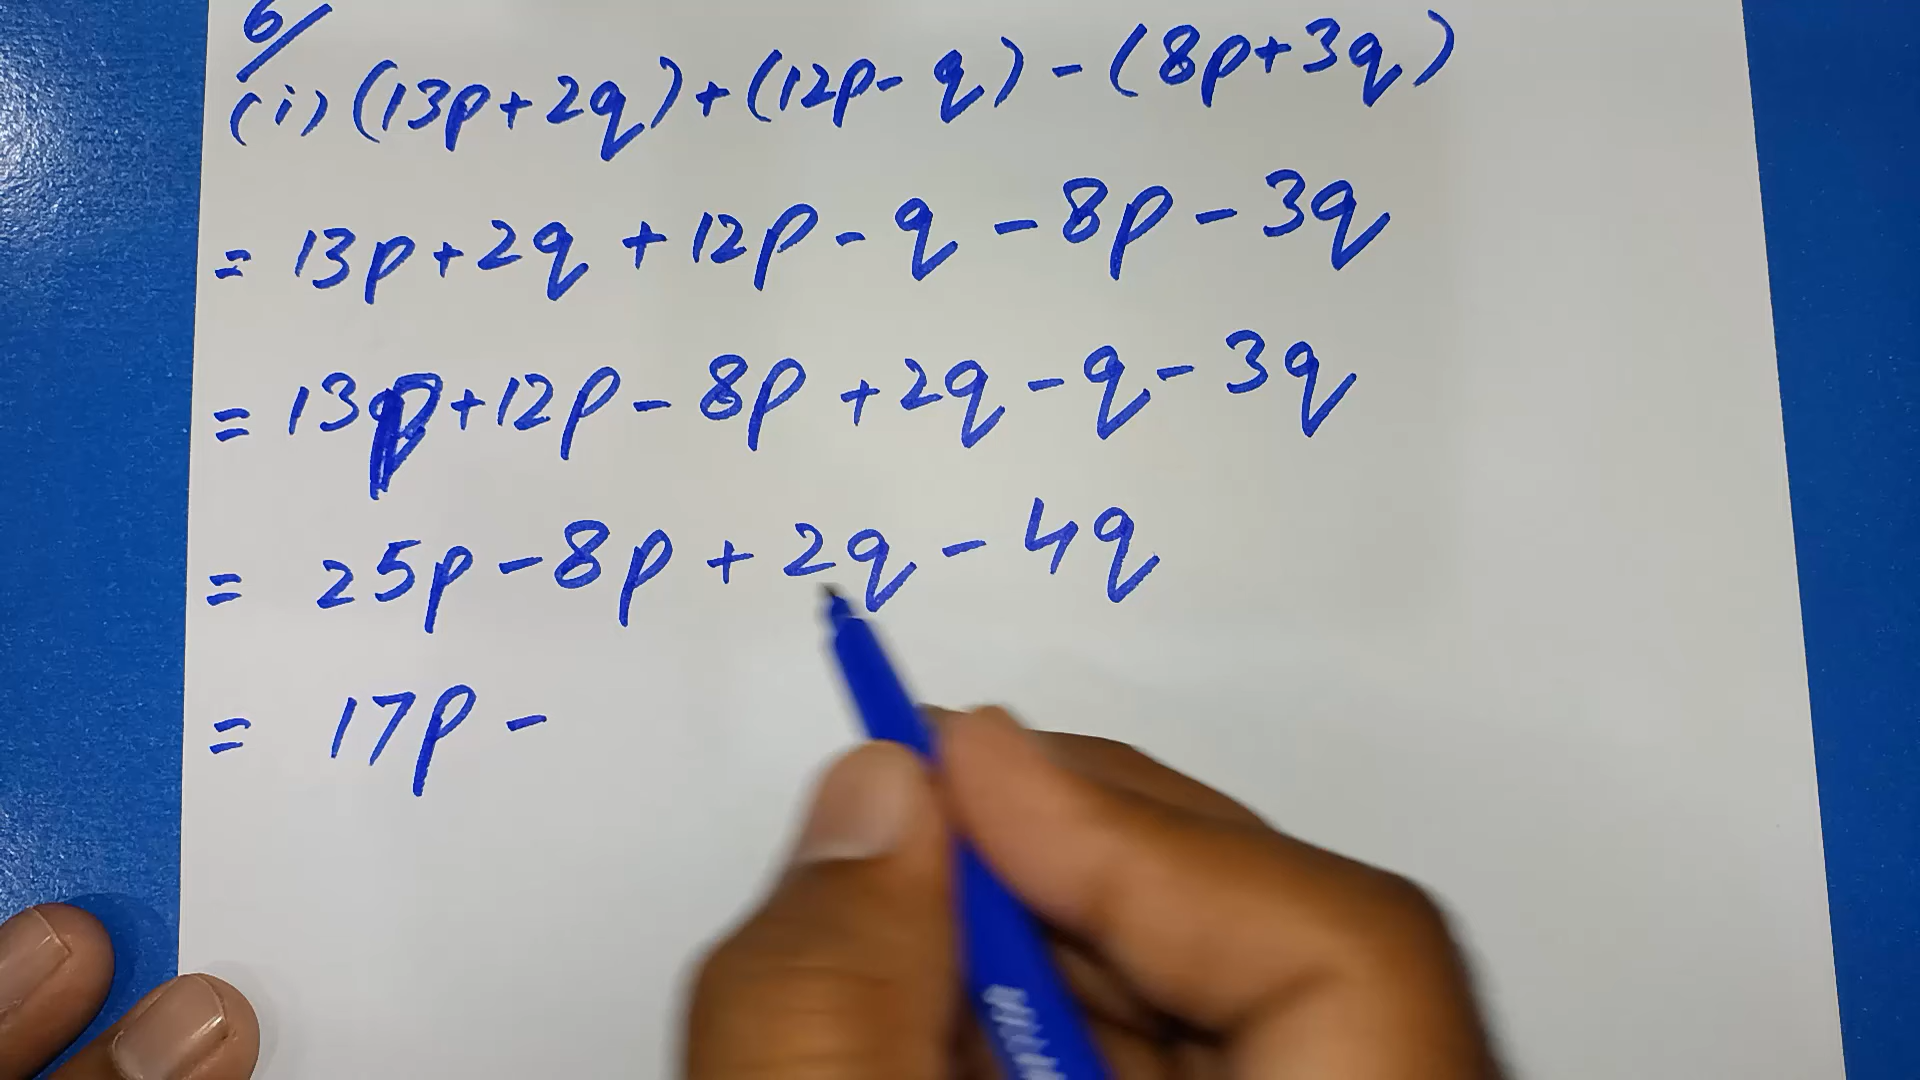 6/
(i) (13p+2q)+(12p-q)-(8p+3q)
= 13p+2q+12p-q-8p-3q
= 13p+12p-8p+2q-q-3q
= 25p-8p+2q-4q
= 17p-